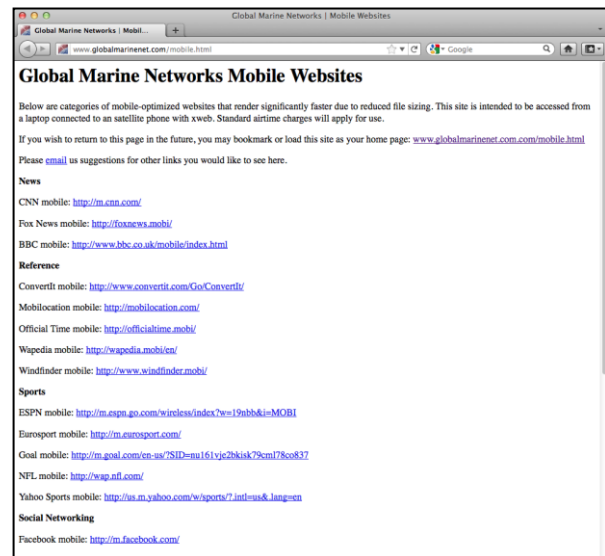 Global Marine Networks | Mobile Websites
Global Marine Networks | Mobil...
www.globalmarinenet.com/mobile.html
Google
Global Marine Networks Mobile Websites
Below are categories of mobile-optimized websites that render significantly faster due to reduced file sizing. This site is intended to be accessed from
a laptop connected to an satellite phone with xweb. Standard airtime charges will apply for use.
If you wish to return to this page in the future, you may bookmark or load this site as your home page: www.globalmarinenet.com.com/mobile.html
Please email us suggestions for other links you would like to see here.
News
CNN mobile: http://m.cnn.com/
Fox News mobile: http://foxnews.mobi/
BBC mobile: http://www.bbc.co.uk/mobile/index.html
Reference
ConvertIt mobile: http://www.convertit.com/Go/ConvertIt/
Mobilocation mobile: http://mobilocation.com/
Official Time mobile: http://officialtime.mobi/
Wapedia mobile: http://wapedia.mobi/en/
Windfinder mobile: http://www.windfinder.mobi/
Sports
ESPN mobile: http://m.espn.go.com/wireless/index?w=19nbb&i=MOBI
Eurosport mobile: http://m.eurosport.com/
Goal mobile: http://m.goal.com/en-us/?SID=nu161vje2bkisk79cml78co837
NFL mobile: http://wap.nfl.com/
Yahoo Sports mobile: http://us.m.yahoo.com/w/sports/?.intl=us&.lang=en
Social Networking
Facebook mobile: http://m.facebook.com/